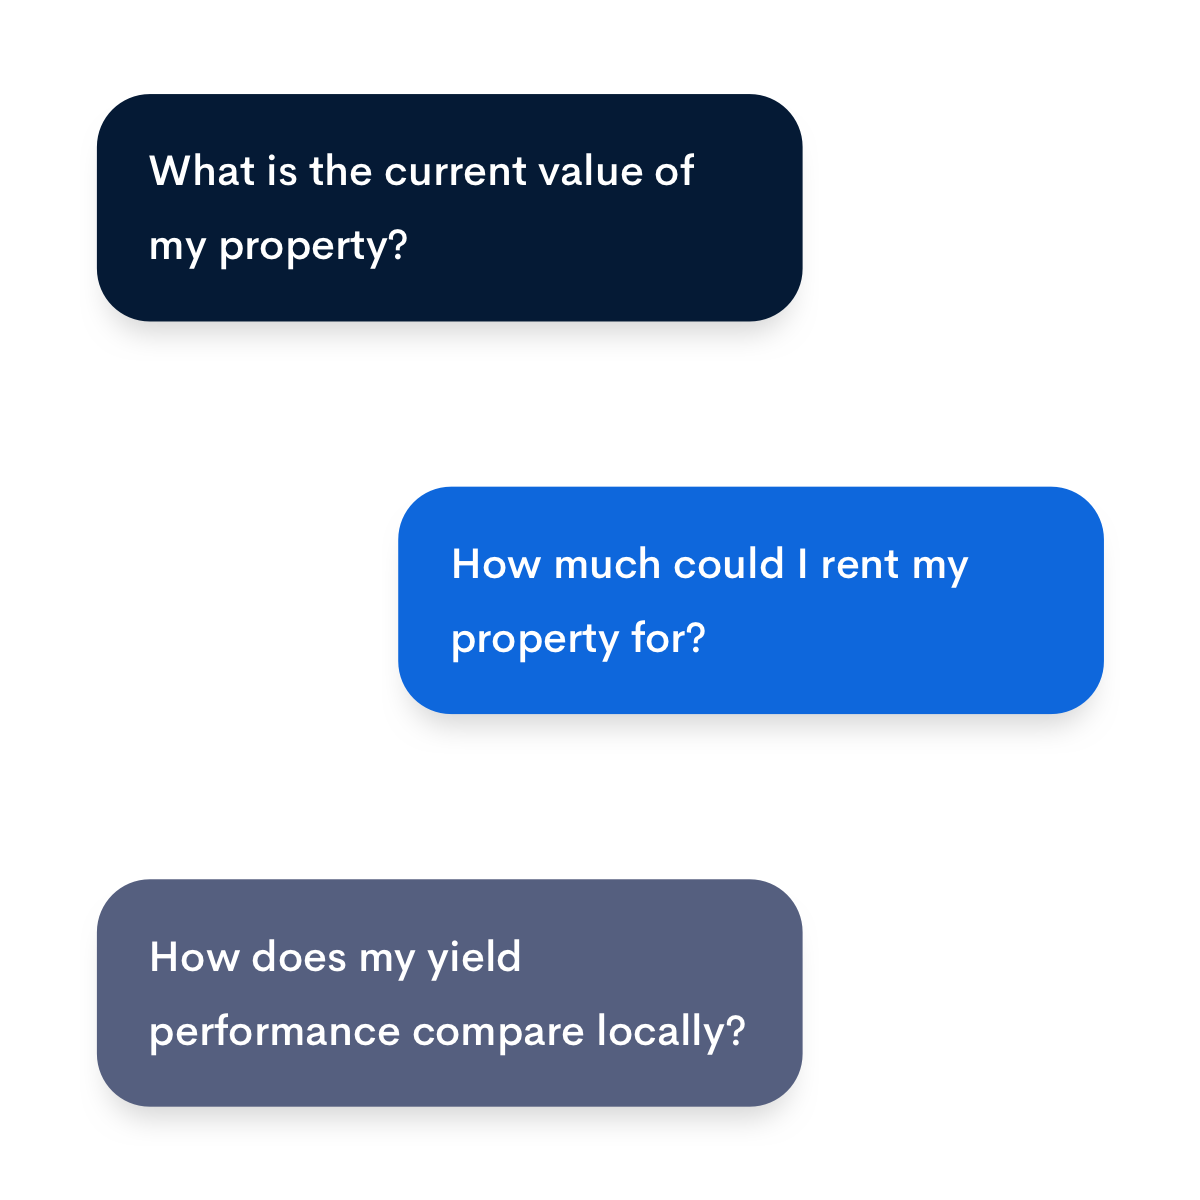 What is the current value of
my property?
How much could I rent my
property for?
How does my yield
performance compare locally?